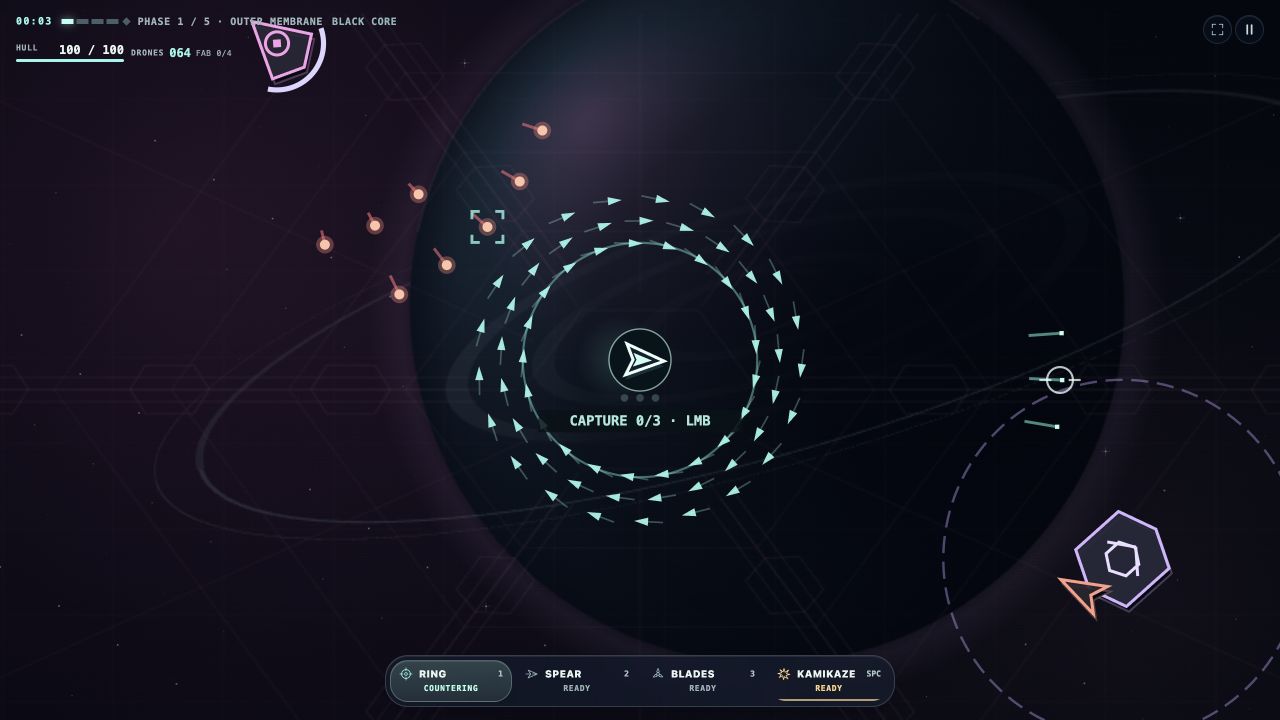 00:03 PHASE 1 / 5 · OUTER MEMBRANE BLACK CORE
HULL 100 / 100 DRONES 064 FAB 0/4
CAPTURE 0/3 · LMB
RING 1 SPEAR 2 BLADES 3 KAMIKAZE SPC
COUNTERING READY READY READY